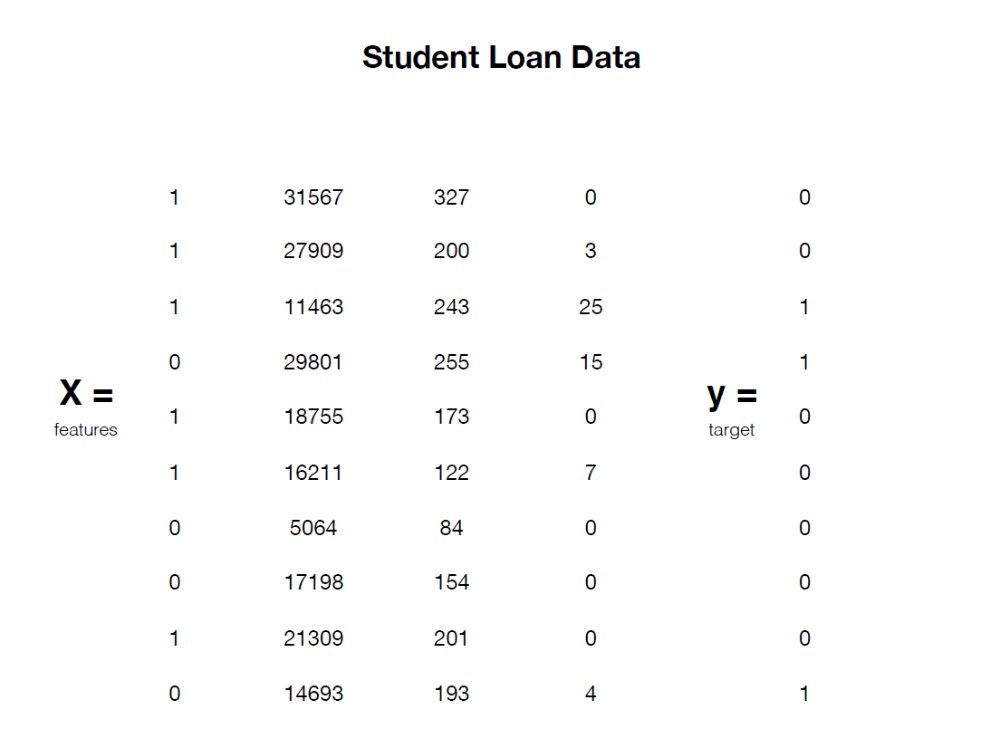 Student Loan Data
1 31567 327 0 0
1 27909 200 3 0
1 11463 243 25 1
0 29801 255 15 1
X = y =
1 18755 173 0 0
features target
1 16211 122 7 0
0 5064 84 0 0
0 17198 154 0 0
1 21309 201 0 0
0 14693 193 4 1